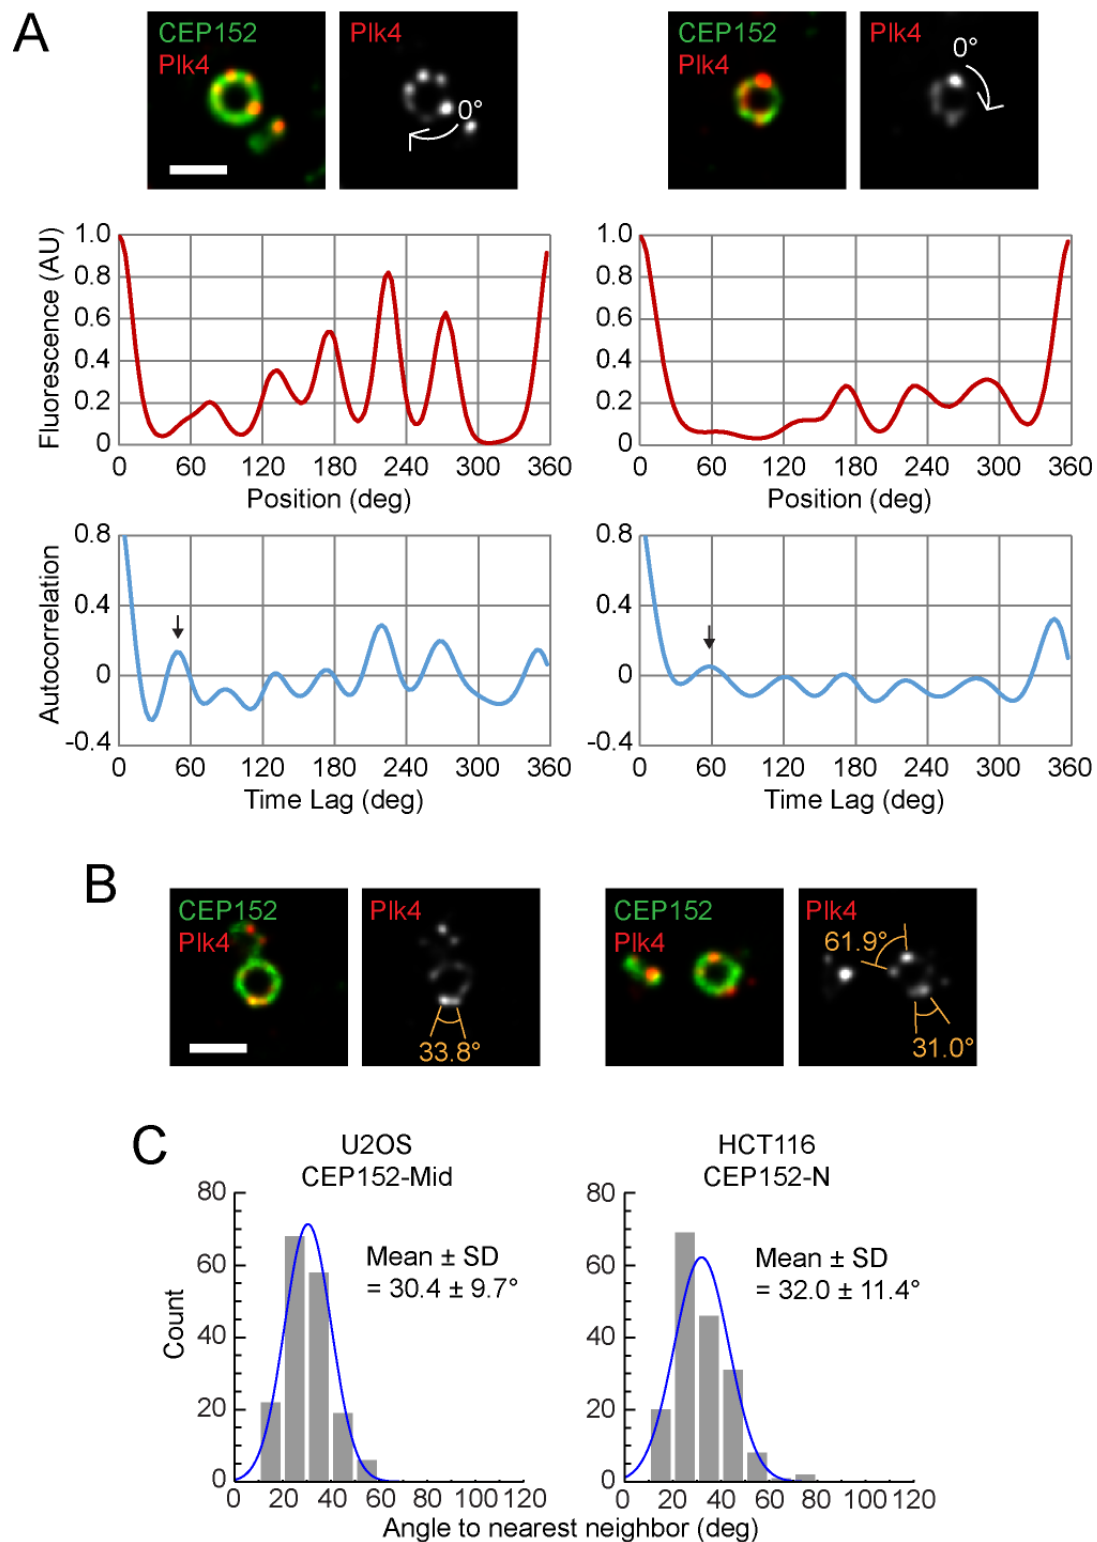 A
CEP152
Plk4
Plk4
0°
CEP152
Plk4
Plk4
0°
Fluorescence (AU)
1.0
0.8
0.6
0.4
0.2
0
0 60 120 180 240 300 360
Position (deg)
1.0
0.8
0.6
0.4
0.2
0
0 60 120 180 240 300 360
Position (deg)
Autocorrelation
0.8
0.4
0
-0.4
0 60 120 180 240 300 360
Time Lag (deg)
0.8
0.4
0
-0.4
0 60 120 180 240 300 360
Time Lag (deg)
B
CEP152
Plk4
Plk4
33.8°
CEP152
Plk4
Plk4
61.9°
31.0°
C
U2OS
CEP152-Mid
Count
80
60
40
20
0
Mean ± SD
= 30.4 ± 9.7°
0 20 40 60 80 100 120
HCT116
CEP152-N
80
60
40
20
0
Mean ± SD
= 32.0 ± 11.4°
0 20 40 60 80 100 120
Angle to nearest neighbor (deg)